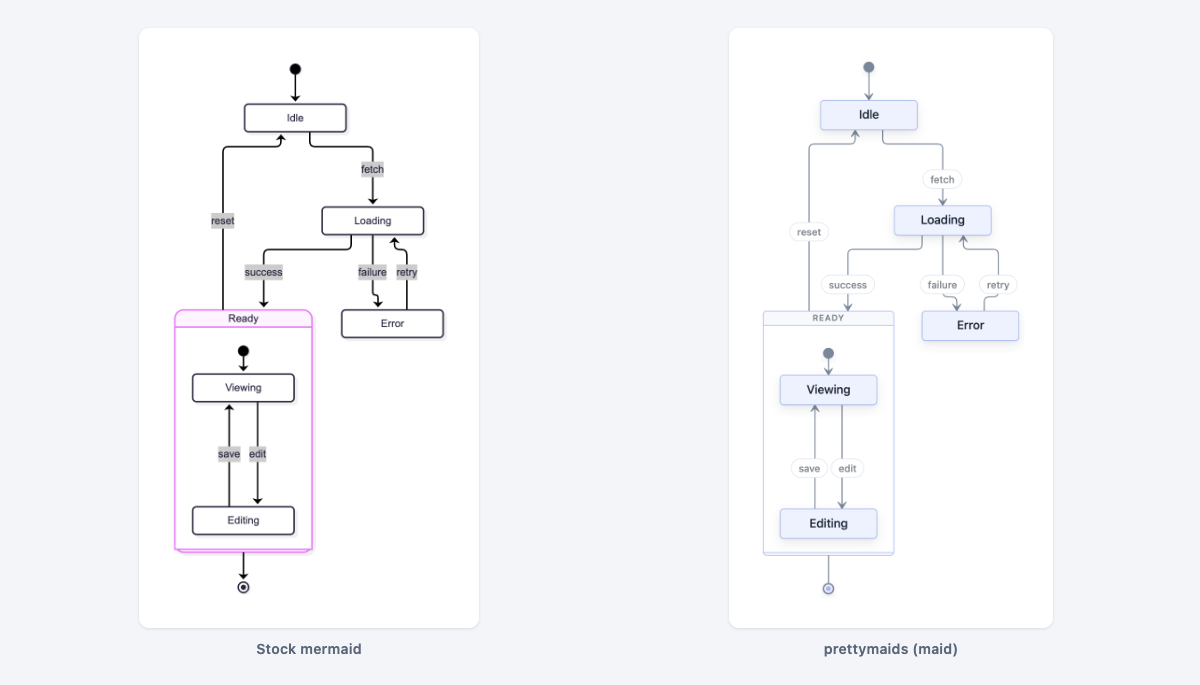 Idle
fetch
reset
Loading
success
failure
retry
Ready
Error
Viewing
save
edit
Editing
Stock mermaid
Idle
fetch
Loading
reset
success
failure
retry
READY
Error
Viewing
save
edit
Editing
prettymaids (maid)